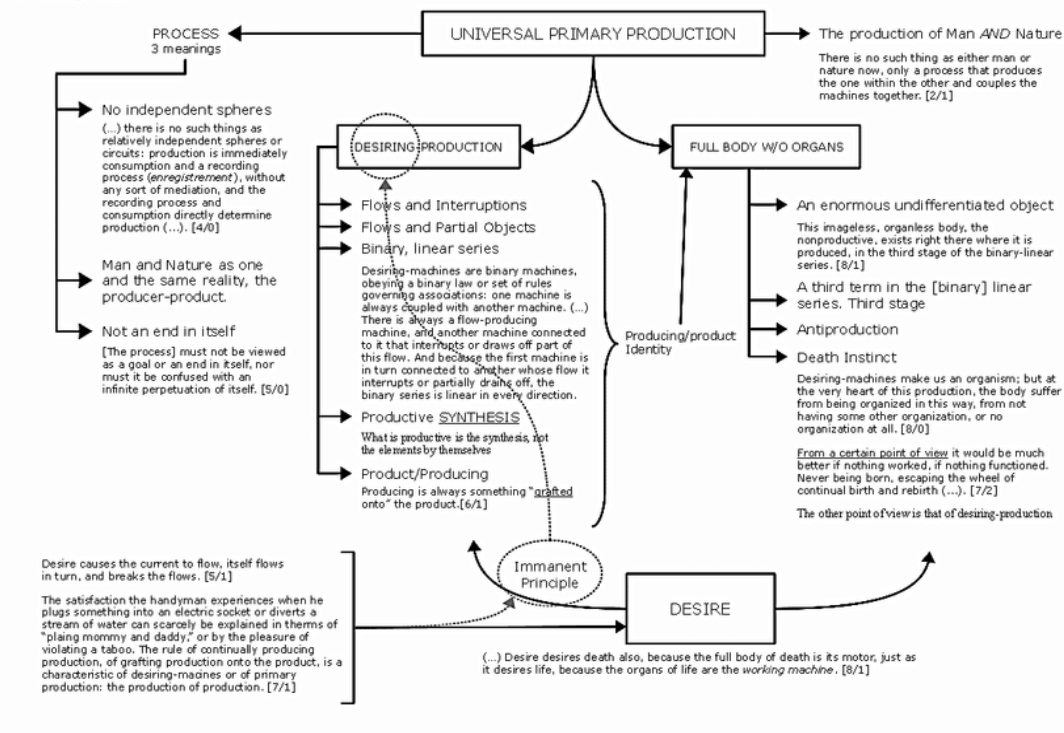 UNIVERSAL PRIMARY PRODUCTION
PROCESS
3 meanings
No independent spheres
(...) there is no such things as
relatively independent spheres or
circuits: production is immediately
consumption and a recording
process (enregistrement), without
any sort of mediation, and the
recording process and
consumption directly determine
production (...). [4/0]
Man and Nature as one
and the same reality, the
producer-product.
Not an end in itself
[The process] must not be viewed
as a goal or an end in itself, nor
must it be confused with an
infinite perpetuation of itself. [5/0]
The production of Man AND Nature
There is no such thing as either man or
nature now, only a process that produces
the one within the other and couples the
machines together. [2/1]
DESIRING-PRODUCTION
Flows and Interruptions
Flows and Partial Objects
Binary, linear series
Desiring-machines are binary machines,
obeying a binary law or set of rules
governing associations: one machine is
always coupled with another machine. (...)
There is always a flow-producing
machine, and another machine connected
to it that interrupts or draws off part of
this flow. And because the first machine is
in turn connected to another whose flow it
interrupts or partially drains off, the
binary series is linear in every direction.
Productive SYNTHESIS
What is productive is the synthesis, not
the elements by themselves
Product/Producing
Producing is always something "grafted
onto" the product.[6/1]
Producing/product
Identity
FULL BODY W/O ORGANS
An enormous undifferentiated object
This imageless, organless body, the
nonproductive, exists right there where it is
produced, in the third stage of the binary-linear
series. [8/1]
A third term in the [binary] linear
series. Third stage
Antiproduction
Death Instinct
Desiring-machines make us an organism; but at
the very heart of this production, the body suffer
from being organized in this way, from not
having some other organization, or no
organization at all. [8/0]
From a certain point of view it would be much
better if nothing worked, if nothing functioned.
Never being born, escaping the wheel of
continual birth and rebirth (...). [7/2]
The other point of view is that of desiring-production
Desire causes the current to flow, itself flows
in turn, and breaks the flows. [5/1]
The satisfaction the handyman experiences when he
plugs something into an electric socket or diverts a
stream of water can scarcely be explained in therms of
"plaing mommy and daddy," or by the pleasure of
violating a taboo. The rule of continually producing
production, of grafting production onto the product, is a
characteristic of desiring-macines or of primary
production: the production of production. [7/1]
Immanent
Principle
DESIRE
(...) Desire desires death also, because the full body of death is its motor, just as
it desires life, because the organs of life are the working machine. [8/1]